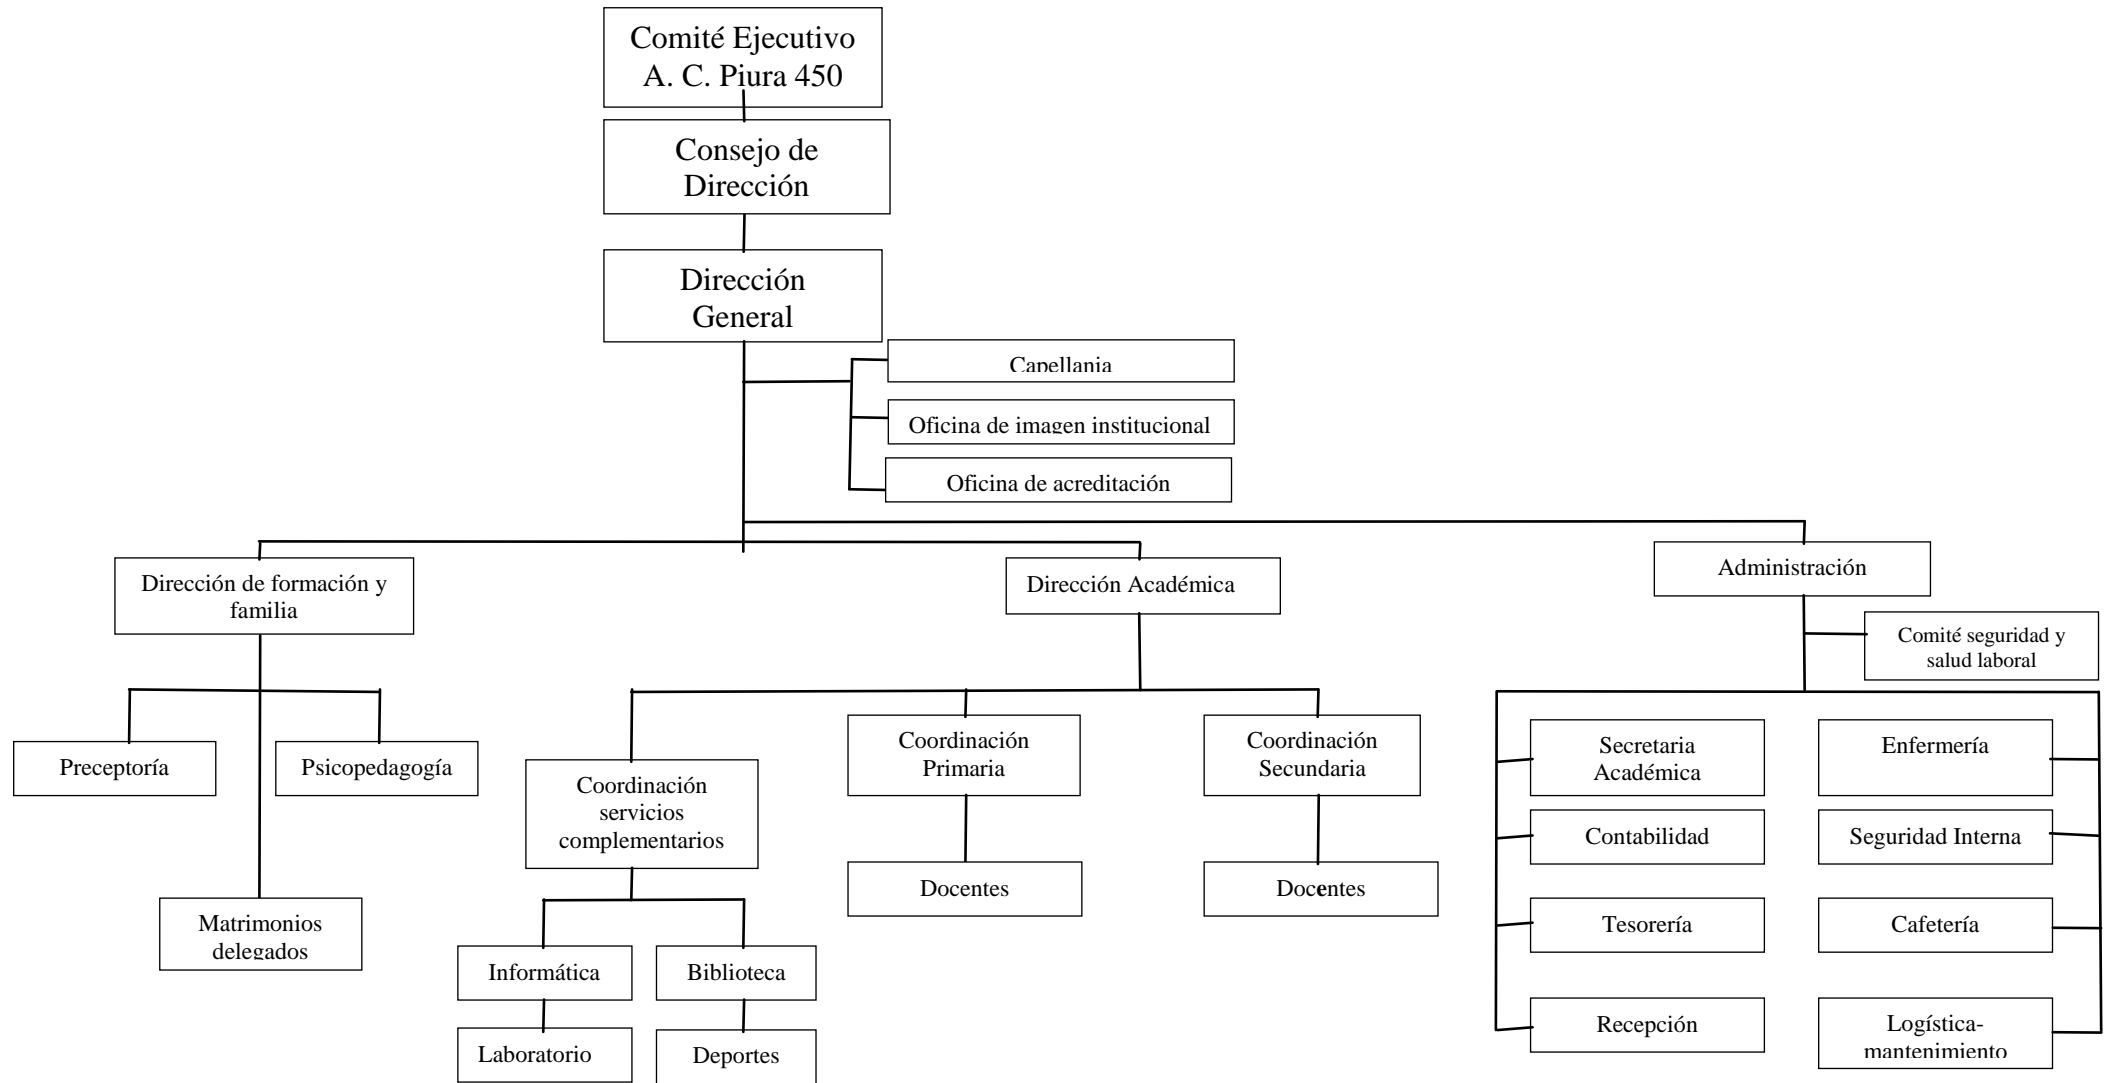 Comité Ejecutivo
A. C. Piura 450
Consejo de
Dirección
Dirección
General
Capellania
Oficina de imagen institucional
Oficina de acreditación
Dirección de formación y
familia
Dirección Académica
Administración
Comité seguridad y
salud laboral
Preceptoría
Psicopedagogía
Matrimonios
delegados
Coordinación
servicios
complementarios
Coordinación
Primaria
Coordinación
Secundaria
Docentes
Docentes
Informática
Biblioteca
Laboratorio
Deportes
Secretaria
Académica
Enfermería
Contabilidad
Seguridad Interna
Tesorería
Cafetería
Recepción
Logística-
mantenimiento